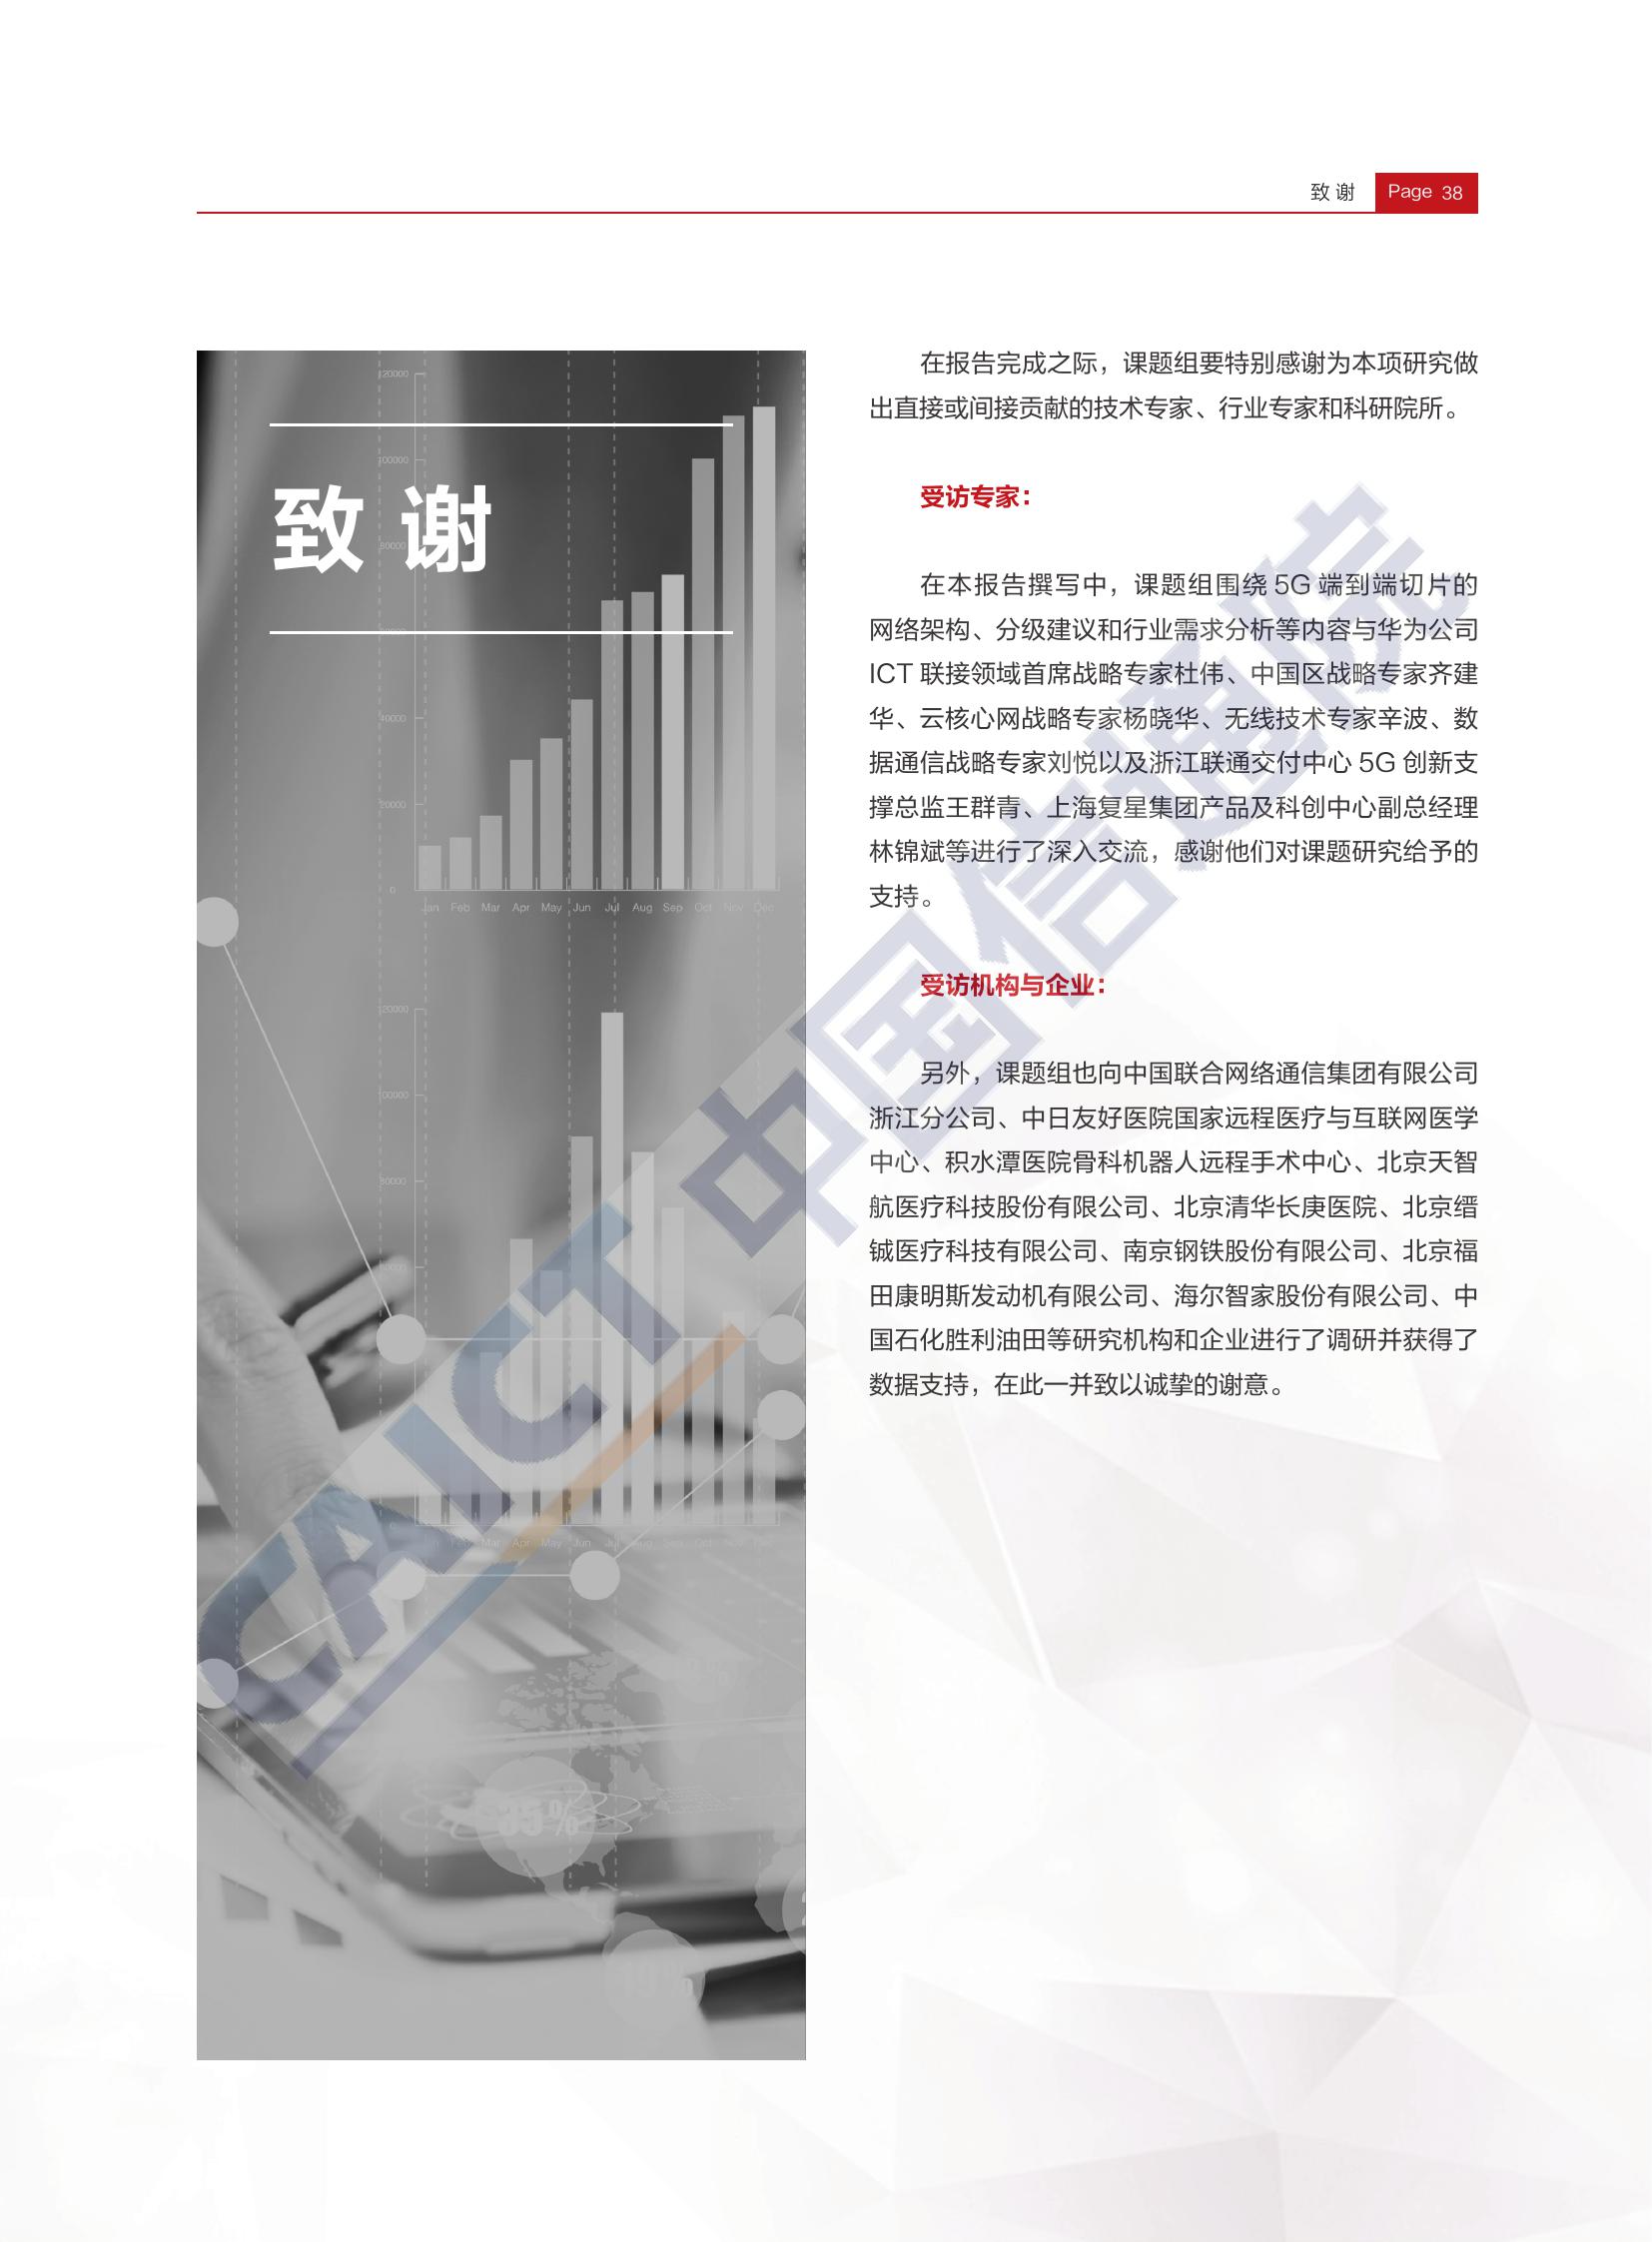 致 谢 Page 38
致 谢
120000
100000
80000
40000
20000
0
Jan Feb Mar Apr May Jun Jul Aug Sep Oct Nov Dec
120000
100000
80000
Mar Apr May Jun Jul Aug
35%
在报告完成之际，课题组要特别感谢为本项研究做
出直接或间接贡献的技术专家、行业专家和科研院所。
受访专家：
在本报告撰写中，课题组围绕 5G 端到端切片的
网络架构、分级建议和行业需求分析等内容与华为公司
ICT 联接领域首席战略专家杜伟、中国区战略专家齐建
华、云核心网战略专家杨晓华、无线技术专家辛波、数
据通信战略专家刘悦以及浙江联通交付中心 5G 创新支
撑总监王群青、上海复星集团产品及科创中心副总经理
林锦斌等进行了深入交流，感谢他们对课题研究给予的
支持。
受访机构与企业：
另外，课题组也向中国联合网络通信集团有限公司
浙江分公司、中日友好医院国家远程医疗与互联网医学
中心、积水潭医院骨科机器人远程手术中心、北京天智
航医疗科技股份有限公司、北京清华长庚医院、北京缙
铖医疗科技有限公司、南京钢铁股份有限公司、北京福
田康明斯发动机有限公司、海尔智家股份有限公司、中
国石化胜利油田等研究机构和企业进行了调研并获得了
数据支持，在此一并致以诚挚的谢意。
CAICT 中国信通院